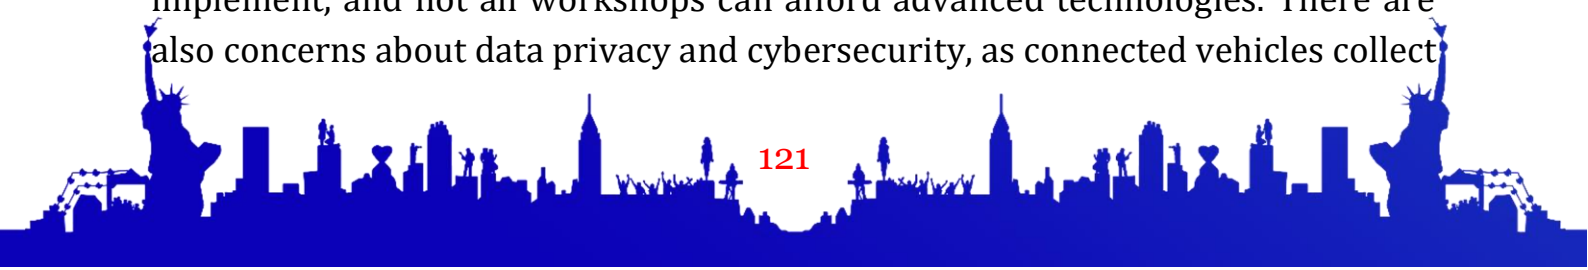 implement, and not all workshops can afford advanced technologies. There are
also concerns about data privacy and cybersecurity, as connected vehicles collect
121